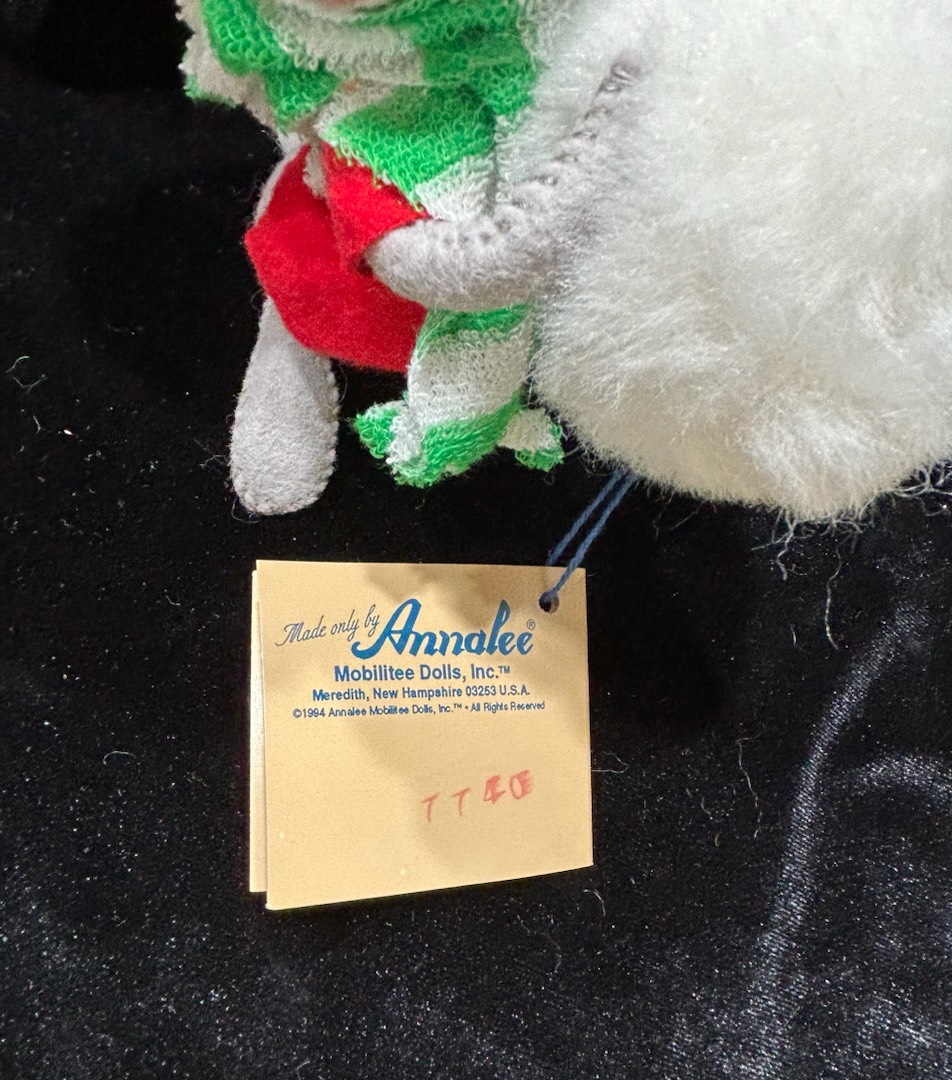 Made only by Annalee®
Mobilitee Dolls, Inc.™
Meredith, New Hampshire 03253 U.S.A.
©1994 Annalee Mobilitee Dolls, Inc.™ • All Rights Reserved